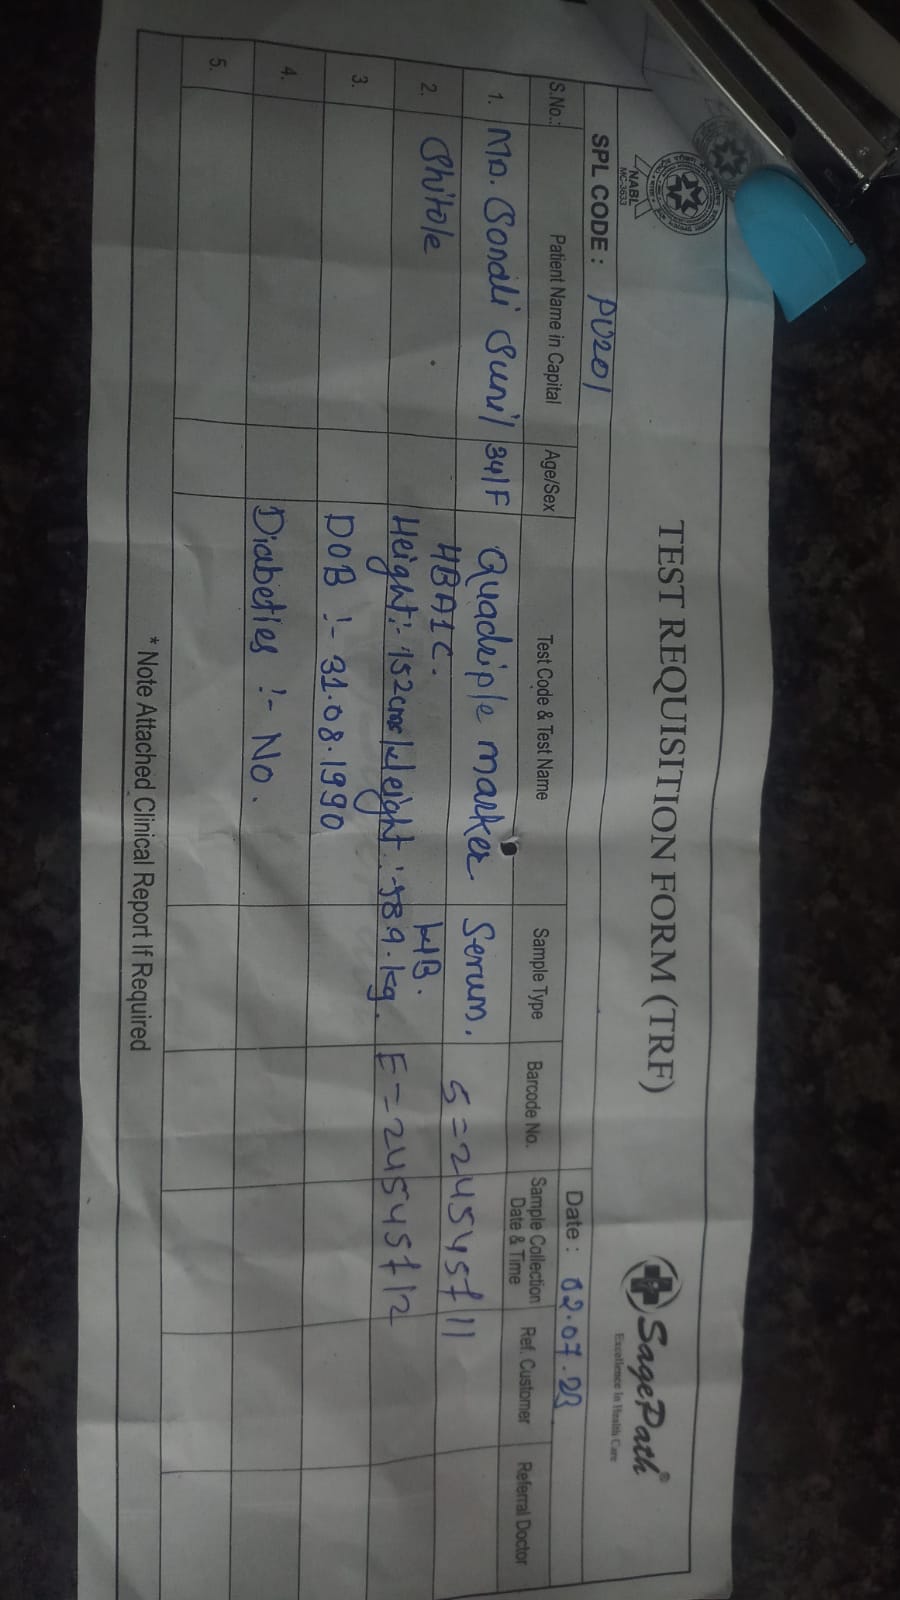 TEST REQUISITION FORM (TRF)
NABL
MC-3633
SagePath®
Excellence In Health Care
SPL CODE : PU201
Date : 02.07.23
S.No.: Patient Name in Capital Age/Sex Test Code & Test Name Sample Type Barcode No. Sample Collection Date & Time Ref. Customer Referral Doctor
1. Sonali Sunil 34/F Quadriple marker Serum. S=24545711
2. Shitole HBA1C. WB.
Height:- 152cms Weight:-58.9.kg. E=24545712
3. DOB :- 31.08.1990
4. Diabeties :- No.
5.
* Note Attached Clinical Report If Required